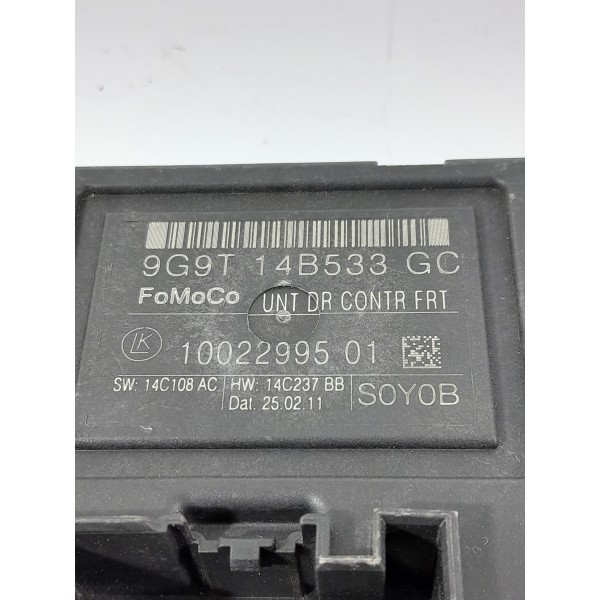 9G9T 14B533 GC
FoMoCo UNT DR CONTR FRT
LK 10022995 01
SW: 14C108 AC HW: 14C237 BB
Dat. 25.02.11 S0Y0B